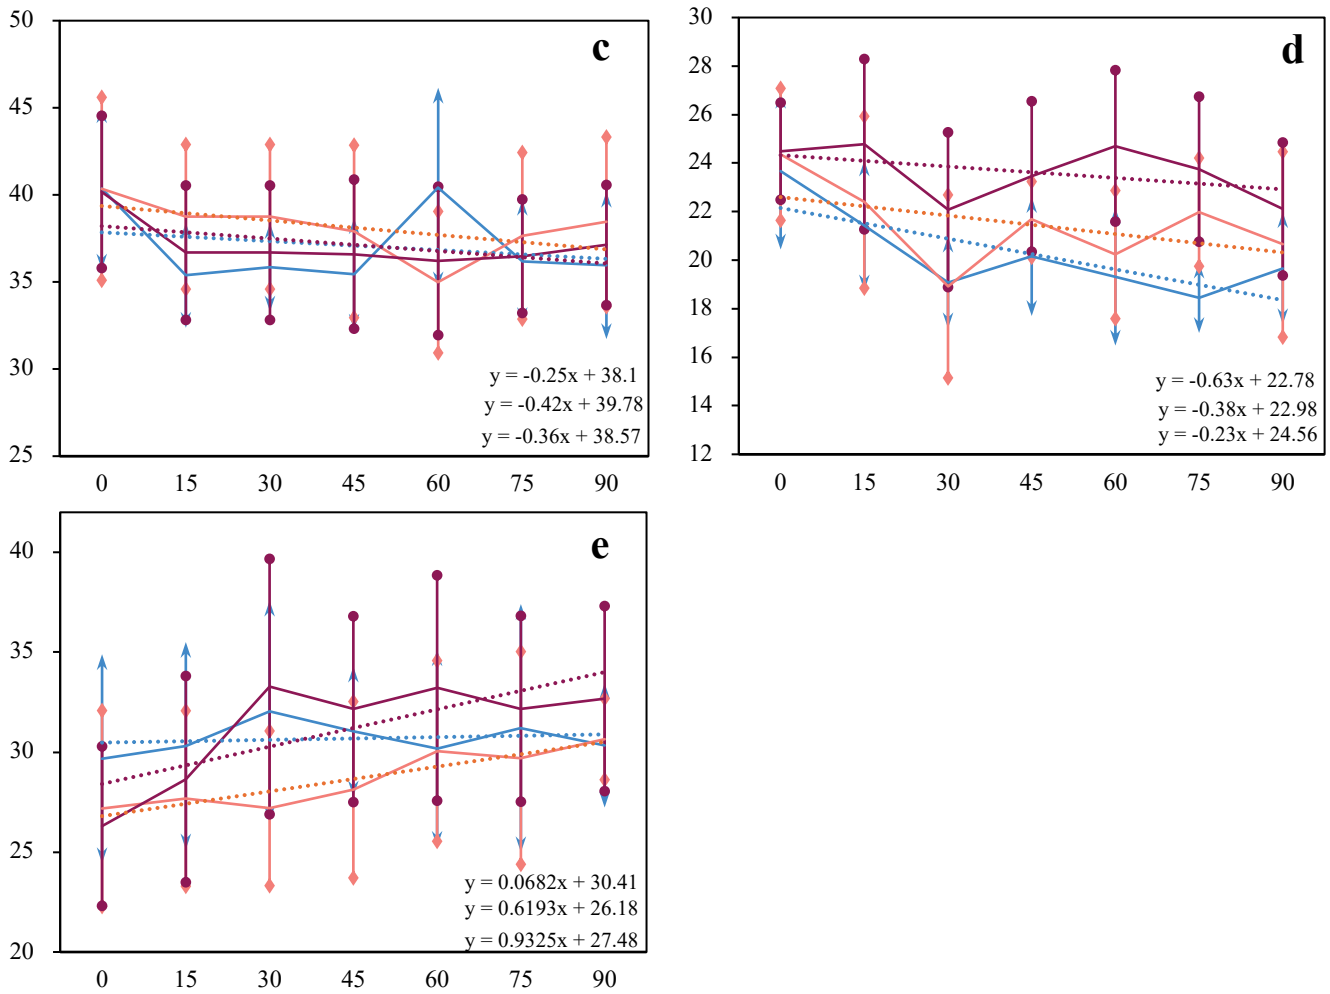 c
50
45
40
35
30
25
y = -0.25x + 38.1
y = -0.42x + 39.78
y = -0.36x + 38.57
0 15 30 45 60 75 90
d
30
28
26
24
22
20
18
16
14
12
y = -0.63x + 22.78
y = -0.38x + 22.98
y = -0.23x + 24.56
0 15 30 45 60 75 90
e
40
35
30
25
20
y = 0.0682x + 30.41
y = 0.6193x + 26.18
y = 0.9325x + 27.48
0 15 30 45 60 75 90